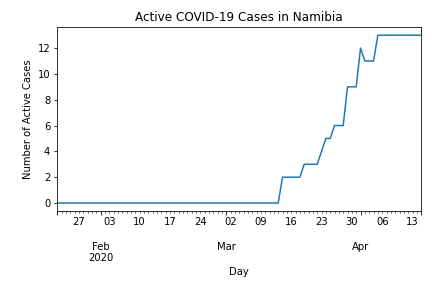 Active COVID-19 Cases in Namibia
12
10
8
6
4
2
0
Number of Active Cases
27 03 10 17 24 02 09 16 23 30 06 13
Feb Mar Apr
2020
Day